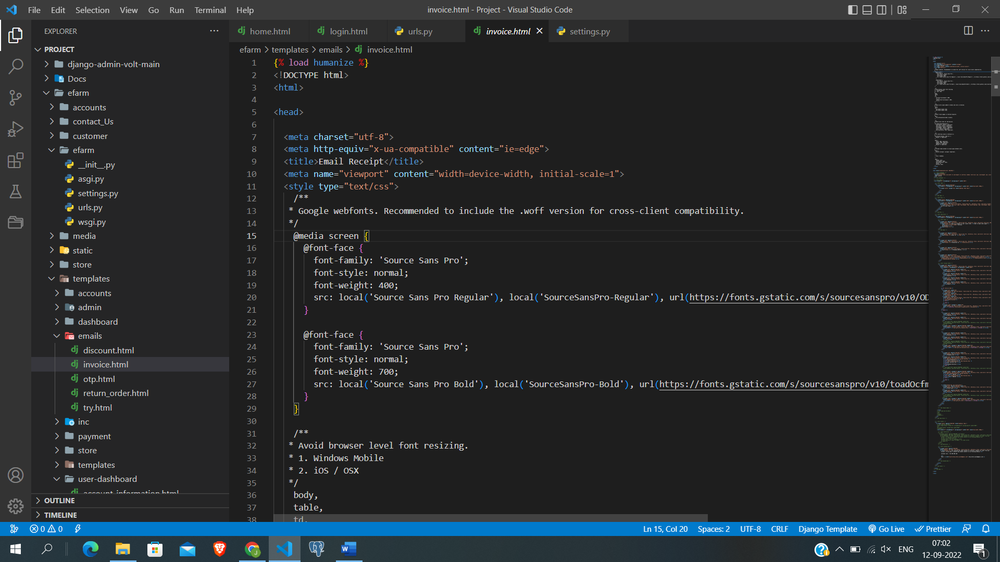 File Edit Selection View Go Run Terminal Help
invoice.html - Project - Visual Studio Code
EXPLORER
PROJECT
django-admin-volt-main
Docs
efarm
accounts
contact_Us
customer
efarm
__init__.py
asgi.py
settings.py
urls.py
wsgi.py
media
static
store
templates
accounts
admin
dashboard
emails
discount.html
invoice.html
otp.html
return_order.html
try.html
inc
payment
store
templates
user-dashboard
account-information.html
OUTLINE
TIMELINE
home.html login.html urls.py invoice.html settings.py
efarm > templates > emails > invoice.html
1 {% load humanize %}
2 <!DOCTYPE html>
3 <html>
4
5 <head>
6
7 <meta charset="utf-8">
8 <meta http-equiv="x-ua-compatible" content="ie=edge">
9 <title>Email Receipt</title>
10 <meta name="viewport" content="width=device-width, initial-scale=1">
11 <style type="text/css">
12 /**
13 * Google webfonts. Recommended to include the .woff version for cross-client compatibility.
14 */
15 @media screen {
16 @font-face {
17 font-family: 'Source Sans Pro';
18 font-style: normal;
19 font-weight: 400;
20 src: local('Source Sans Pro Regular'), local('SourceSansPro-Regular'), url(https://fonts.gstatic.com/s/sourcesanspro/v10/OD
21 }
22
23 @font-face {
24 font-family: 'Source Sans Pro';
25 font-style: normal;
26 font-weight: 700;
27 src: local('Source Sans Pro Bold'), local('SourceSansPro-Bold'), url(https://fonts.gstatic.com/s/sourcesanspro/v10/toadOcfm
28 }
29 }
30
31 /**
32 * Avoid browser level font resizing.
33 * 1. Windows Mobile
34 * 2. iOS / OSX
35 */
36 body,
37 table,
38 td,
0 0
Ln 15, Col 20 Spaces: 2 UTF-8 CRLF Django Template Go Live Prettier
ENG
07:02
12-09-2022
1